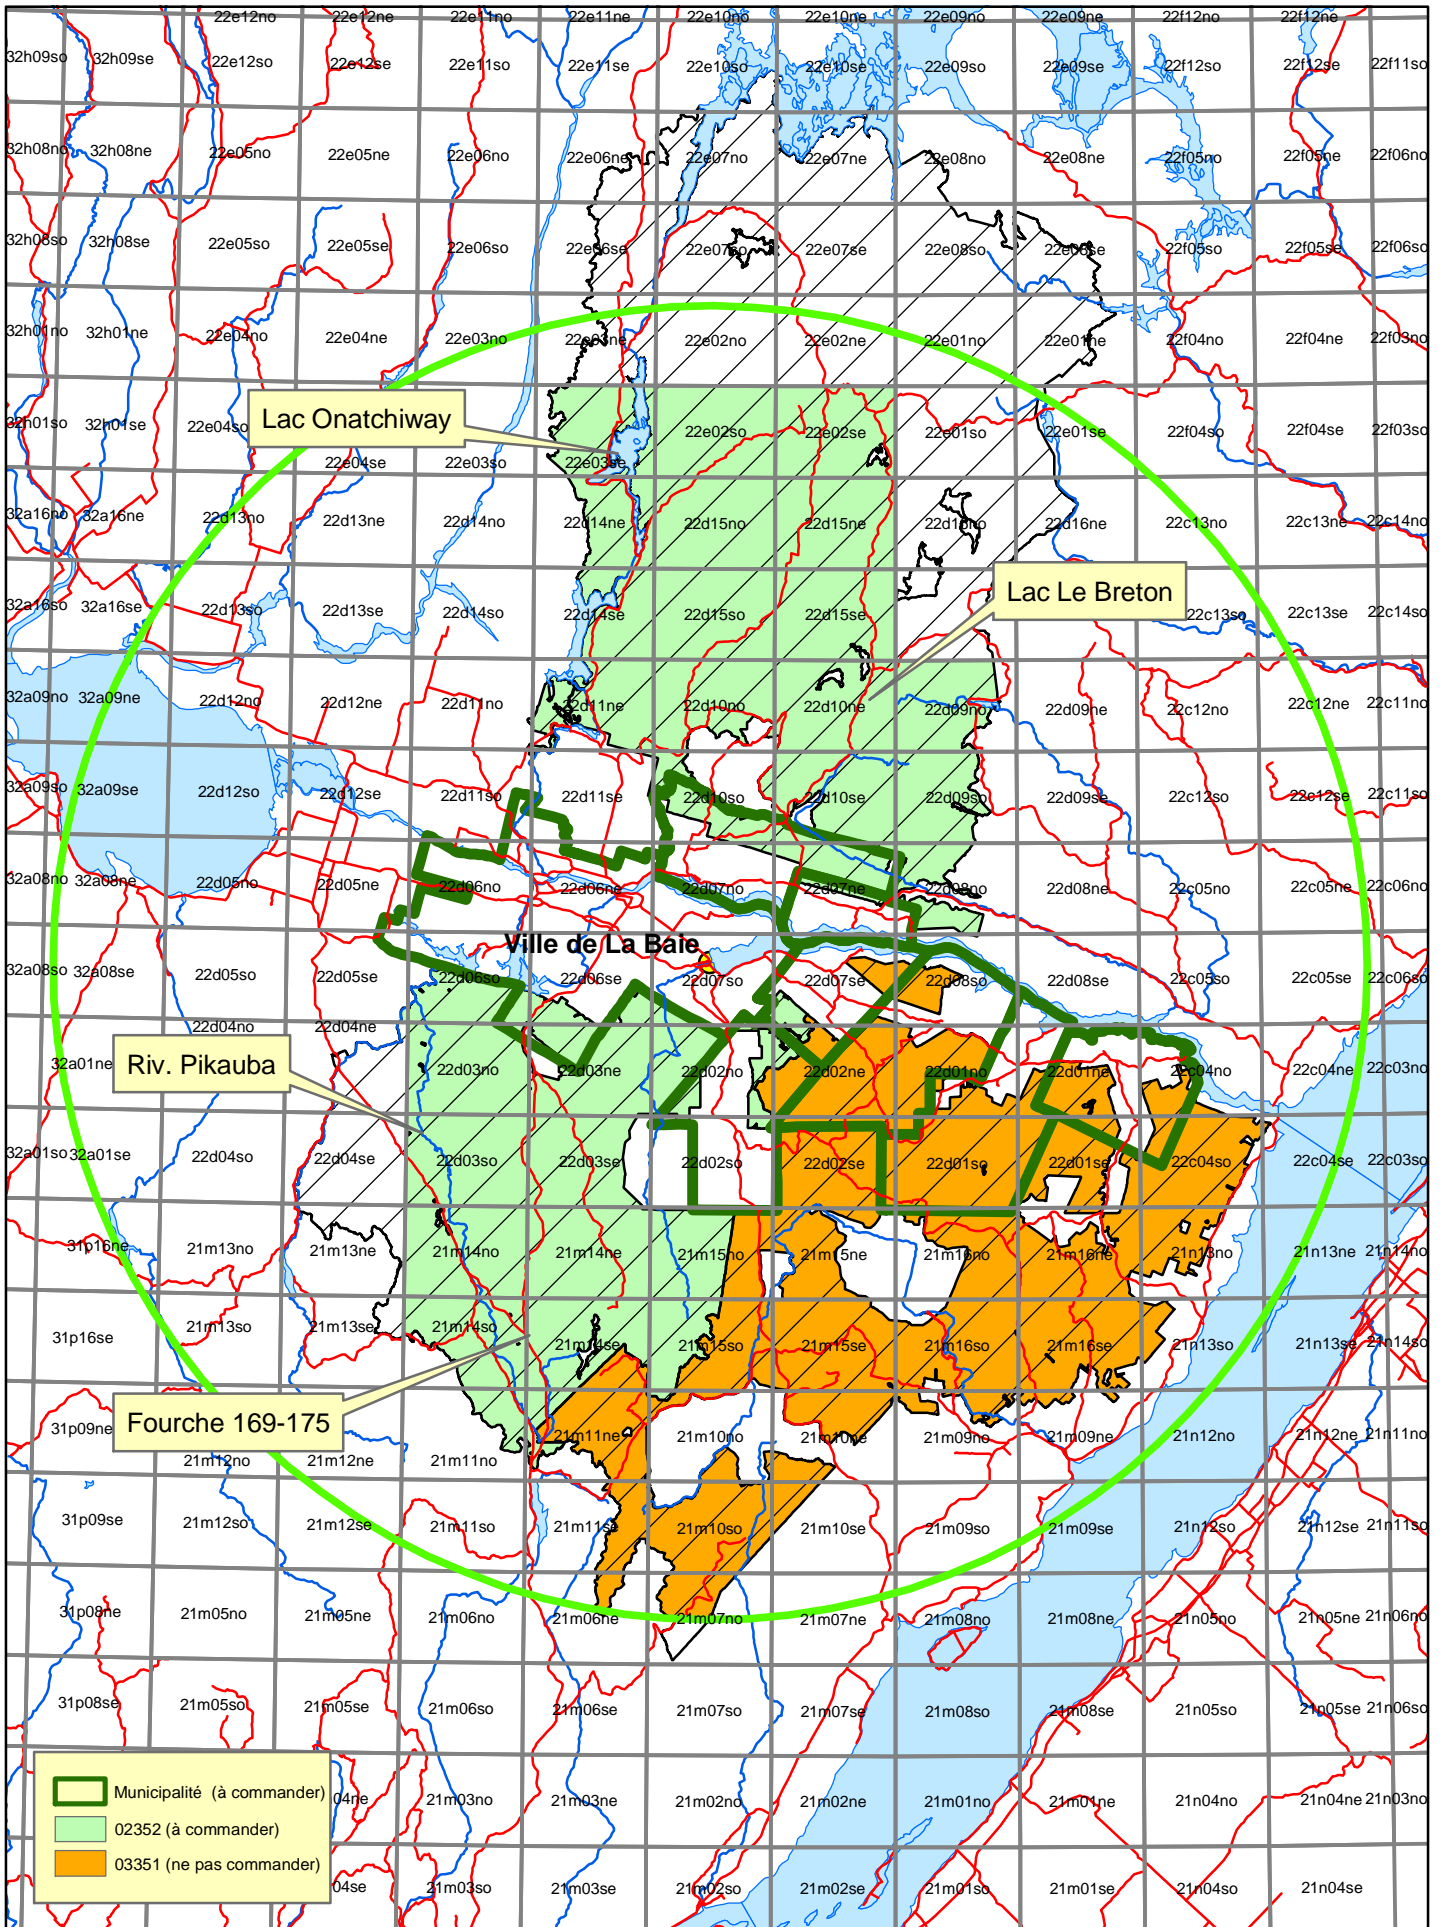 22e12no 22e12ne 22e11no 22e11ne 22e10no 22e10ne 22e09no 22e09ne 22f12no 22f12ne
32h09so 32h09se 22e12so 22e12se 22e11so 22e11se 22e10so 22e10se 22e09so 22e09se 22f12so 22f12se 22f11so
32h08no 32h08ne 22e05no 22e05ne 22e06no 22e06ne 22e07no 22e07ne 22e08no 22e08ne 22f05no 22f05ne 22f06no
32h08so 32h08se 22e05so 22e05se 22e06so 22e06se 22e07so 22e07se 22e08so 22e08se 22f05so 22f05se 22f06so
32h01no 32h01ne 22e04no 22e04ne 22e03no 22e03ne 22e02no 22e02ne 22e01no 22e01ne 22f04no 22f04ne 22f03no
Lac Onatchiway
32h01so 32h01se 22e04so 22e04se 22e03so 22e03se 22e02so 22e02se 22e01so 22e01se 22f04so 22f04se 22f03so
32a16no 32a16ne 22d13no 22d13ne 22d14no 22d14ne 22d15no 22d15ne 22d16no 22d16ne 22c13no 22c13ne 22c14no
Lac Le Breton
32a16so 32a16se 22d13so 22d13se 22d14so 22d14se 22d15so 22d15se 22c13so 22c13se 22c14so
32a09no 32a09ne 22d12no 22d12ne 22d11no 22d11ne 22d10no 22d10ne 22d09no 22d09ne 22c12no 22c12ne 22c11no
32a09so 32a09se 22d12so 22d12se 22d11so 22d11se 22d10so 22d10se 22d09so 22d09se 22c12so 22c12se 22c11so
32a08no 32a08ne 22d05no 22d05ne 22d06no 22d06ne 22d07no 22d07ne 22d08no 22d08ne 22c05no 22c05ne 22c06no
Ville de La Baie
32a08so 32a08se 22d05so 22d05se 22d06so 22d06se 22d07so 22d07se 22d08so 22d08se 22c05so 22c05se 22c06so
Riv. Pikauba
32a01ne 22d04no 22d04ne 22d03no 22d03ne 22d02no 22d02ne 22d01no 22d01ne 22c04no 22c04ne 22c03no
32a01so 32a01se 22d04so 22d04se 22d03so 22d03se 22d02so 22d02se 22d01so 22d01se 22c04so 22c04se 22c03so
31p16ne 21m13no 21m13ne 21m14no 21m14ne 21m15no 21m15ne 21m16no 21m16ne 21n13no 21n13ne 21n14no
31p16se 21m13so 21m13se 21m14so 21m14se 21m15so 21m15se 21m16so 21m16se 21n13so 21n13se 21n14so
Fourche 169-175
31p09ne 21m12no 21m12ne 21m11no 21m11ne 21m10no 21m10ne 21m09no 21m09ne 21n12no 21n12ne 21n11no
31p09se 21m12so 21m12se 21m11so 21m11se 21m10so 21m10se 21m09so 21m09se 21n12so 21n12se 21n11so
31p08ne 21m05no 21m05ne 21m06no 21m06ne 21m07no 21m07ne 21m08no 21m08ne 21n05no 21n05ne 21n06no
31p08se 21m05so 21m05se 21m06so 21m06se 21m07so 21m07se 21m08so 21m08se 21n05so 21n05se 21n06so
04ne 21m03no 21m03ne 21m02no 21m02ne 21m01no 21m01ne 21n04no 21n04ne 21n03no
04se 21m03so 21m03se 21m02so 21m02se 21m01so 21m01se 21n04so 21n04se
Municipalité (à commander)
02352 (à commander)
03351 (ne pas commander)